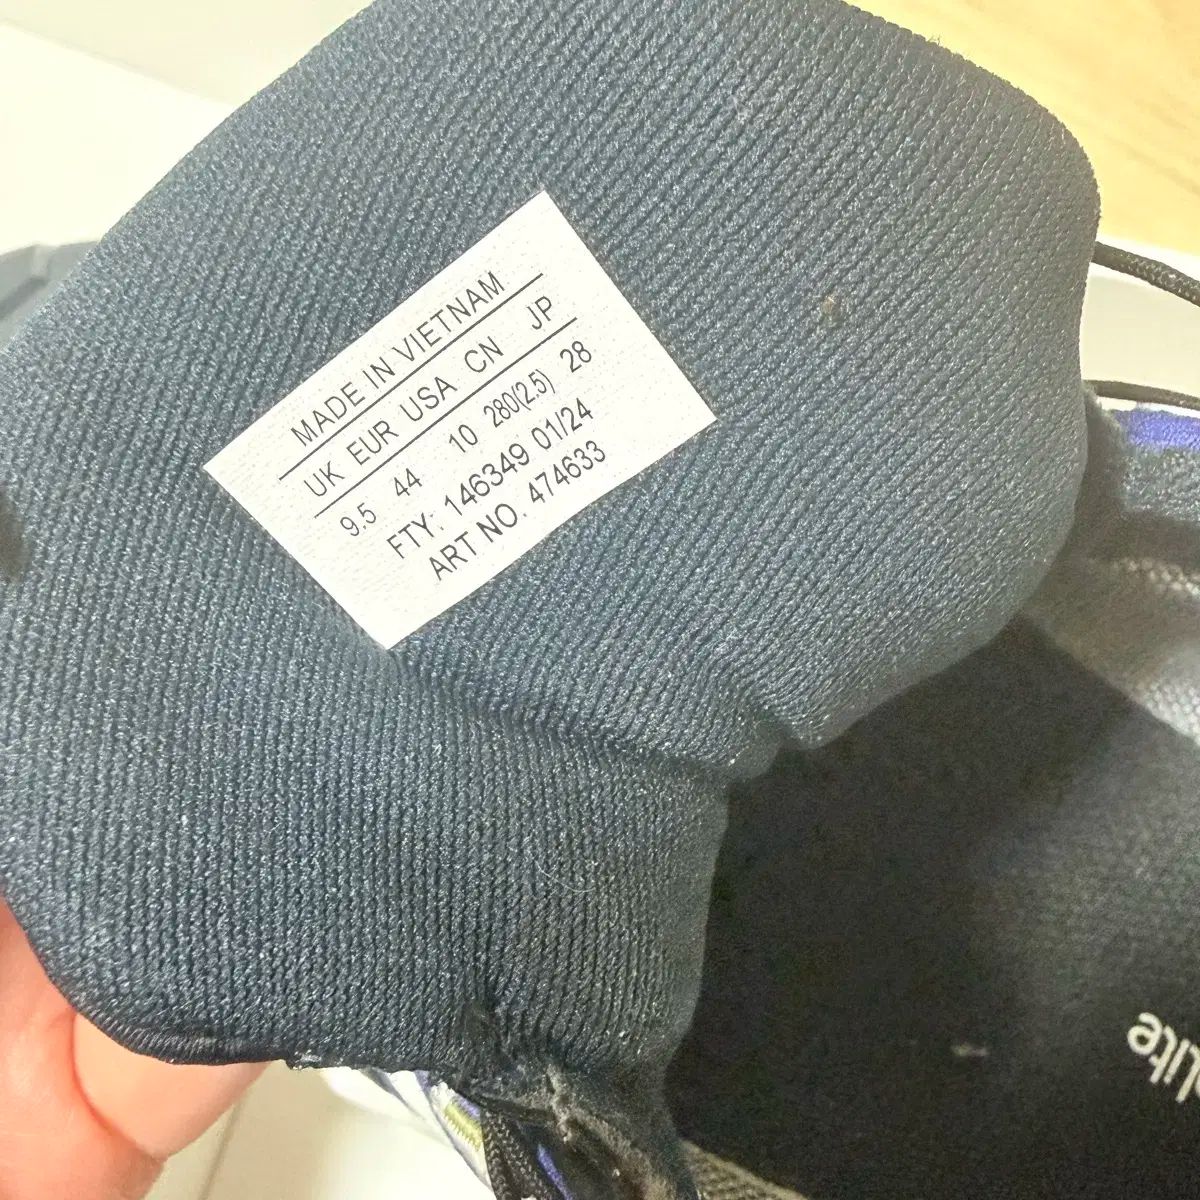 MADE IN VIETNAM
UK EUR USA CN JP
9.5 44 10 280(2.5) 28
FTY: 146349 01/24
ART NO. 474633